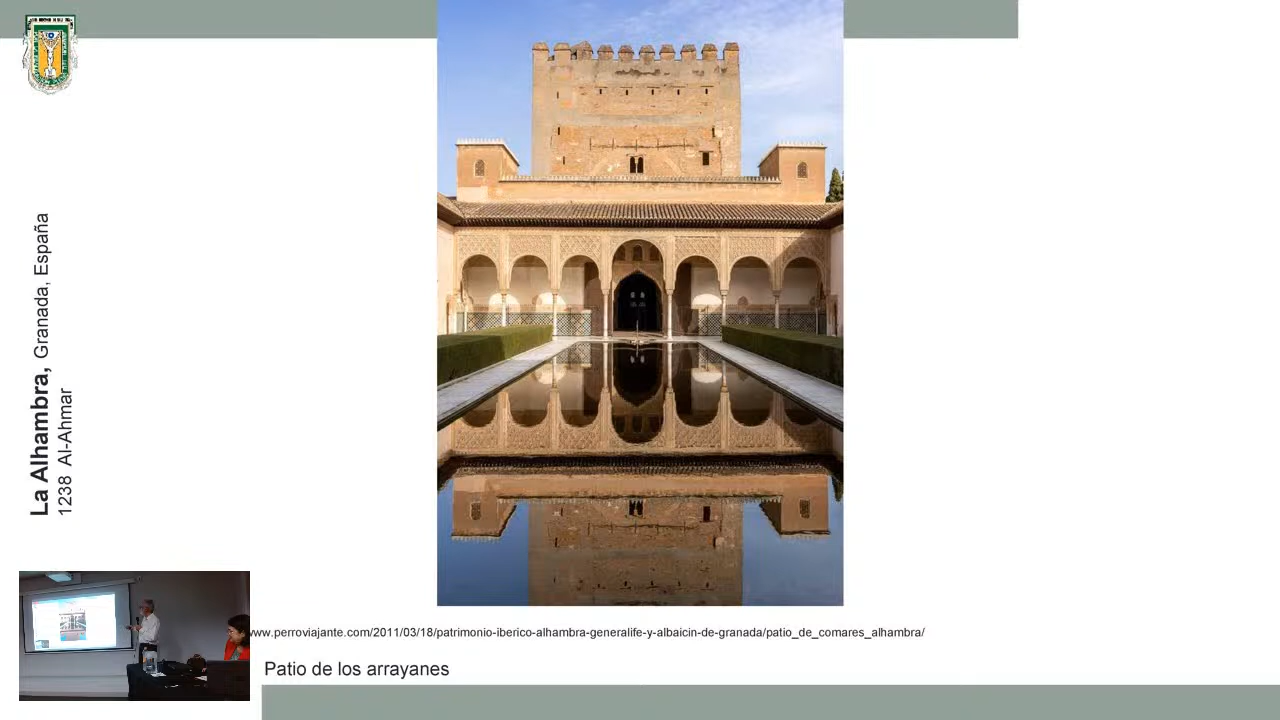 La Alhambra, Granada, España
1238 Al-Ahmar
ww.perroviajante.com/2011/03/18/patrimonio-iberico-alhambra-generalife-y-albaicin-de-granada/patio_de_comares_alhambra/
Patio de los arrayanes